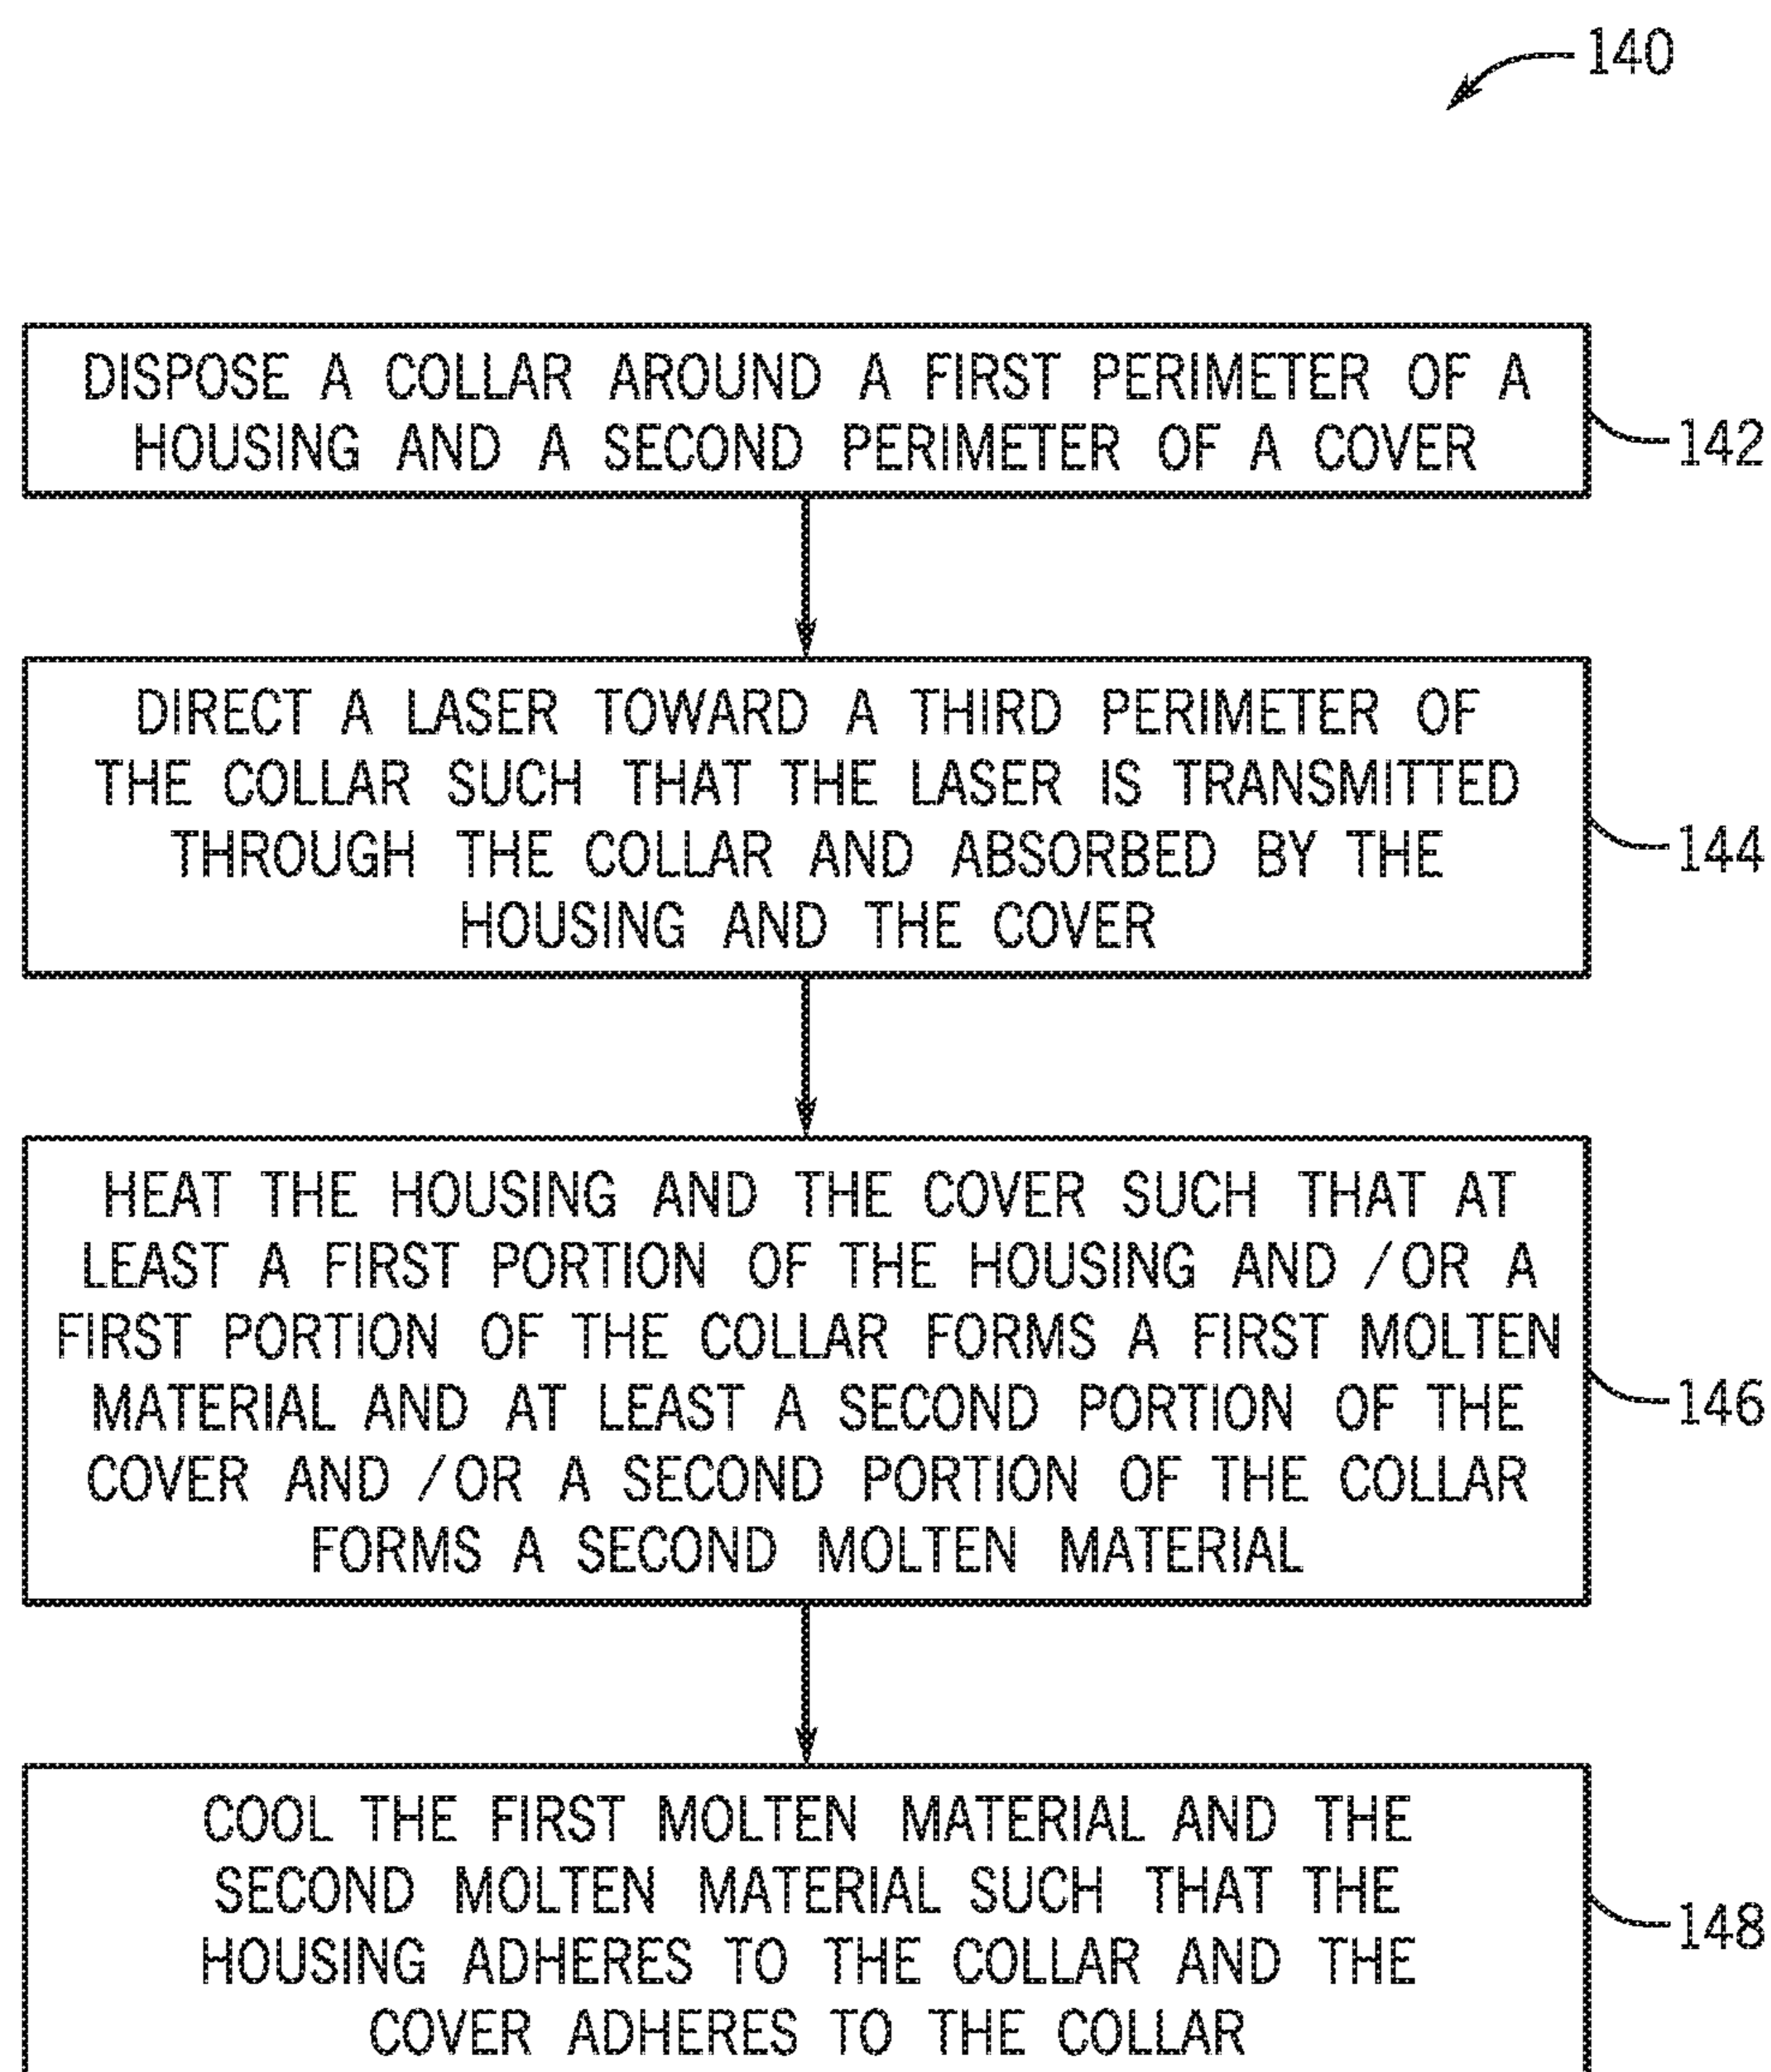 140
DISPOSE A COLLAR AROUND A FIRST PERIMETER OF A
HOUSING AND A SECOND PERIMETER OF A COVER
142
DIRECT A LASER TOWARD A THIRD PERIMETER OF
THE COLLAR SUCH THAT THE LASER IS TRANSMITTED
THROUGH THE COLLAR AND ABSORBED BY THE
HOUSING AND THE COVER
144
HEAT THE HOUSING AND THE COVER SUCH THAT AT
LEAST A FIRST PORTION OF THE HOUSING AND /OR A
FIRST PORTION OF THE COLLAR FORMS A FIRST MOLTEN
MATERIAL AND AT LEAST A SECOND PORTION OF THE
COVER AND /OR A SECOND PORTION OF THE COLLAR
FORMS A SECOND MOLTEN MATERIAL
146
COOL THE FIRST MOLTEN MATERIAL AND THE
SECOND MOLTEN MATERIAL SUCH THAT THE
HOUSING ADHERES TO THE COLLAR AND THE
COVER ADHERES TO THE COLLAR
148